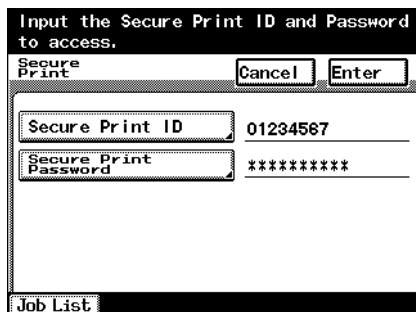 Input the Secure Print ID and Password
to access.
Secure
Print
Cancel Enter
Secure Print ID 01234567
Secure Print
Password **********
Job List